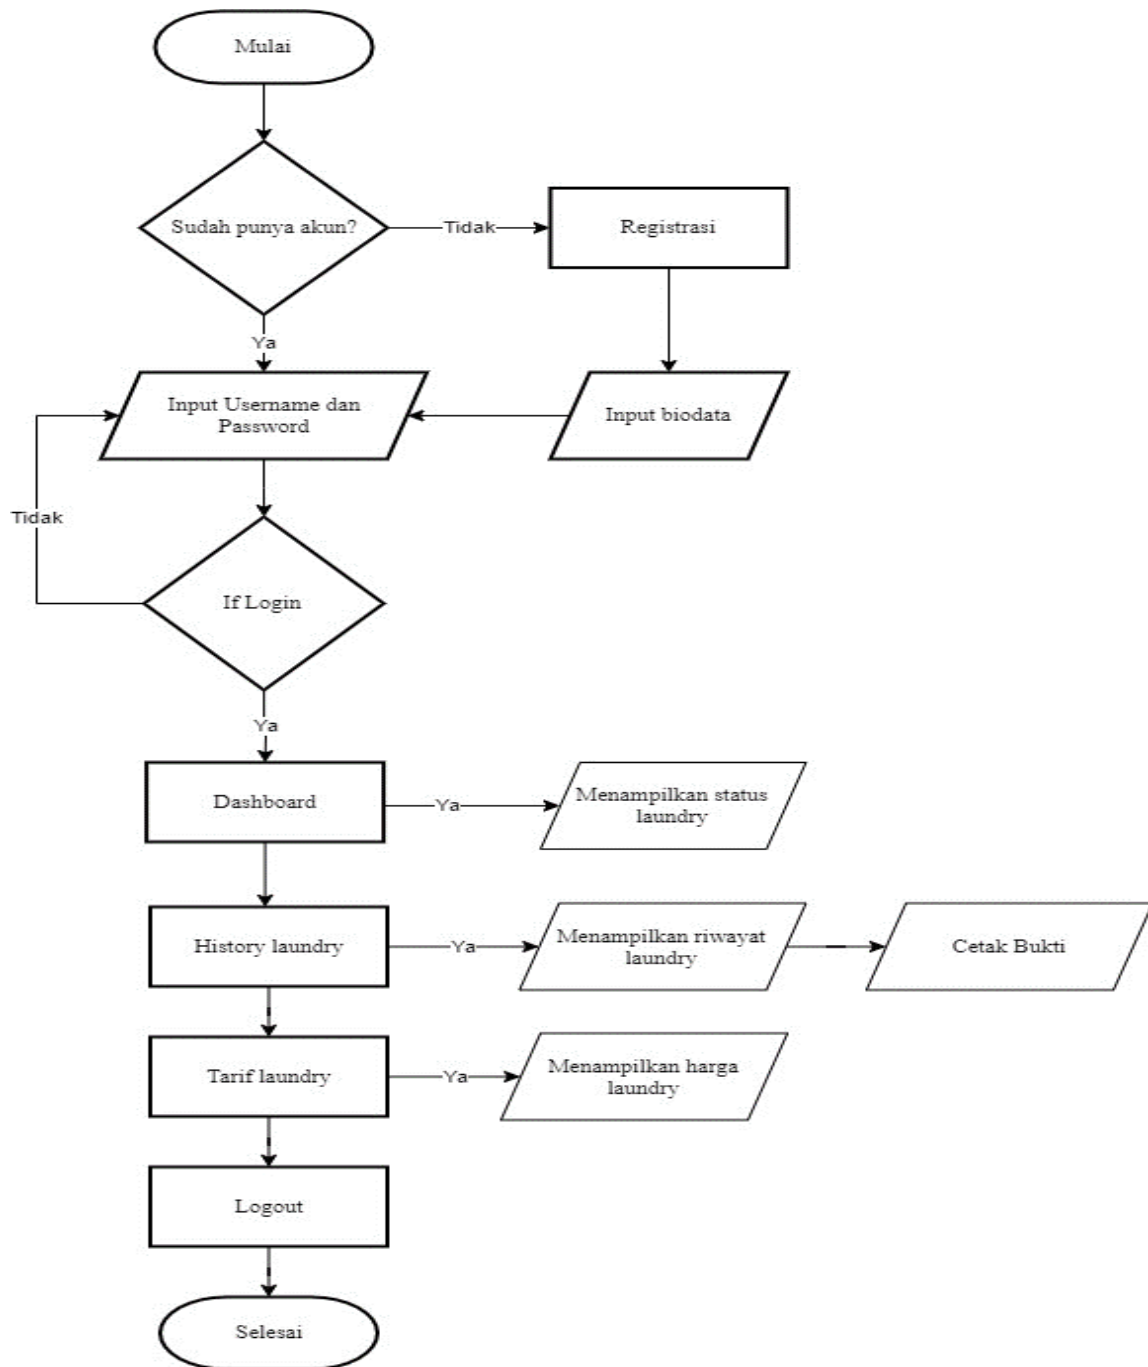 Mulai
Sudah punya akun?
Tidak
Registrasi
Ya
Input Username dan
Password
Input biodata
Tidak
If Login
Ya
Dashboard
Ya
Menampilkan status
laundry
History laundry
Ya
Menampilkan riwayat
laundry
Cetak Bukti
Tarif laundry
Ya
Menampilkan harga
laundry
Logout
Selesai